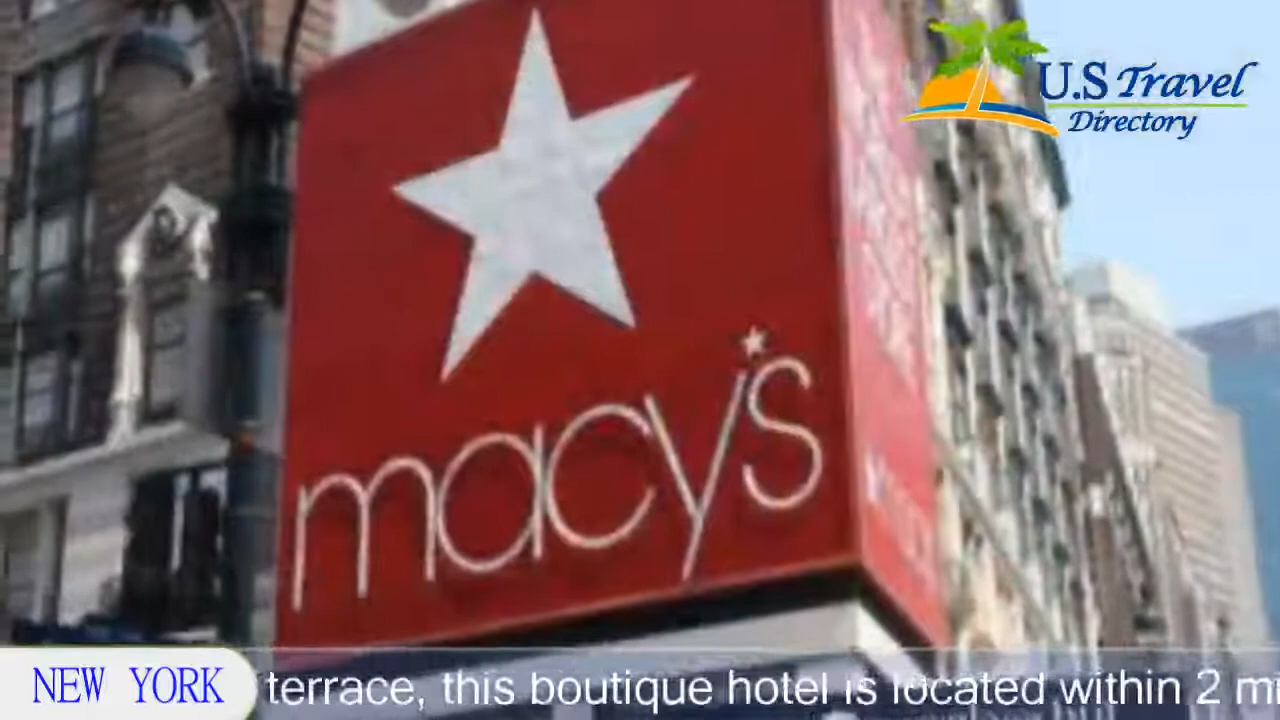 U.S Travel
Directory
macy's
NEW YORK
terrace, this boutique hotel is located within 2